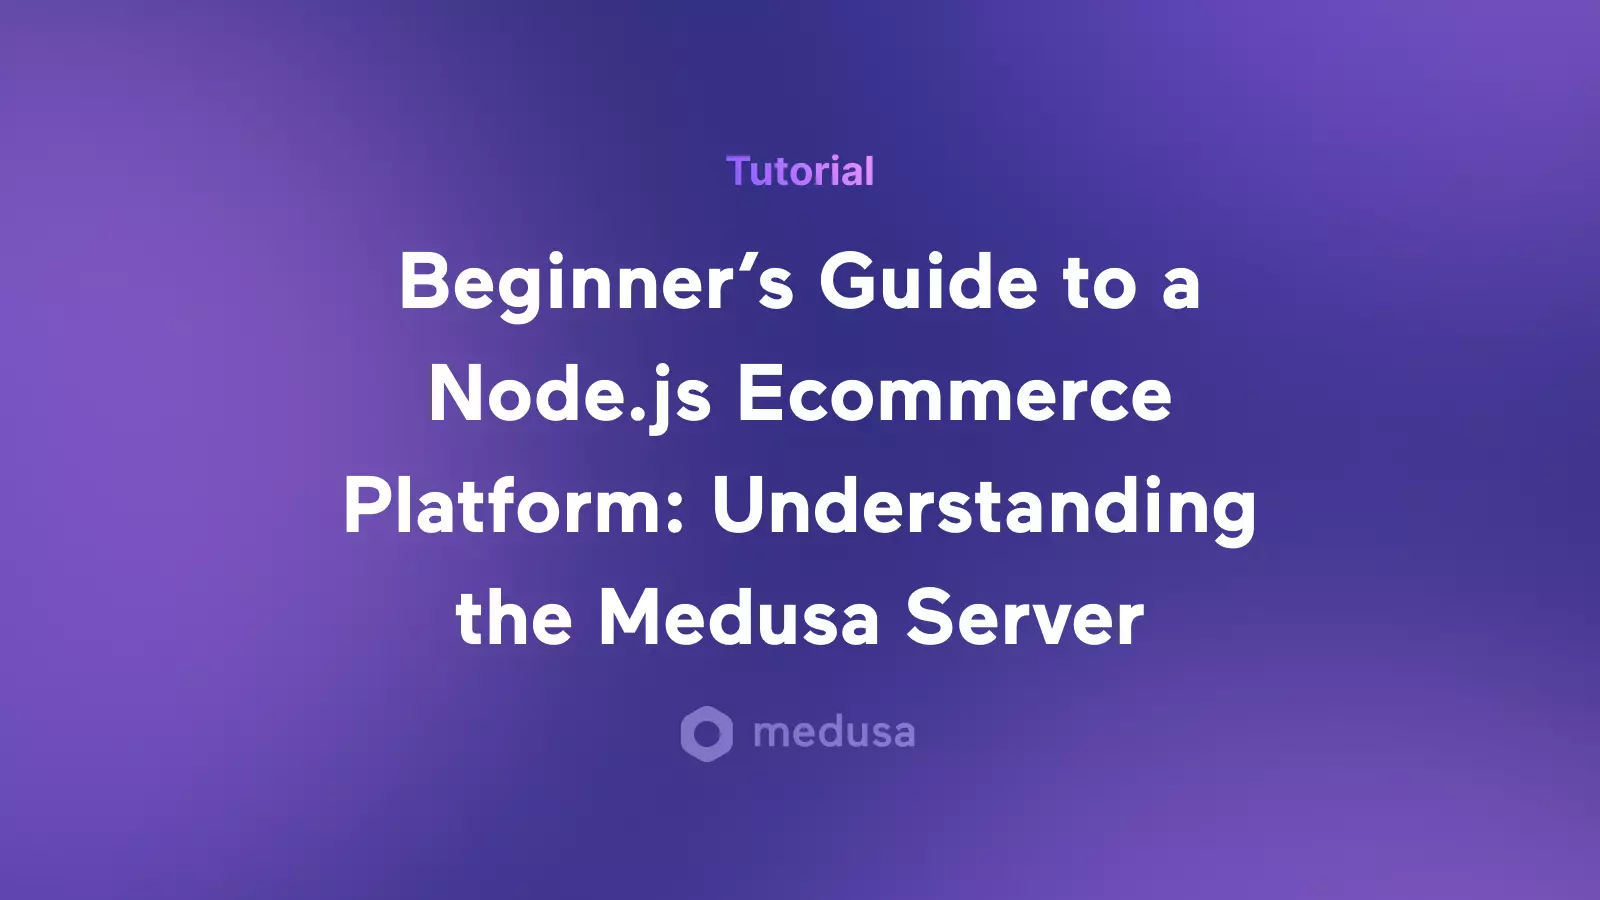 Tutorial
Beginner’s Guide to a
Node.js Ecommerce
Platform: Understanding
the Medusa Server
medusa